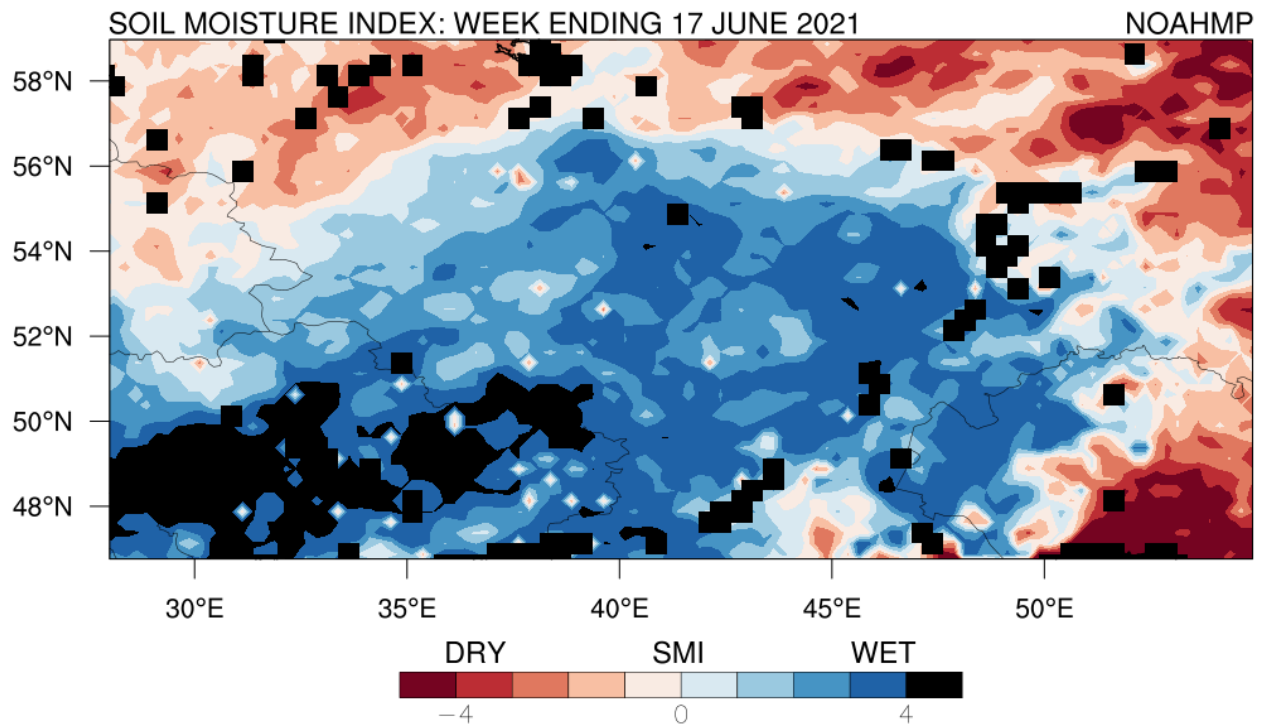 SOIL MOISTURE INDEX: WEEK ENDING 17 JUNE 2021 NOAHMP
58°N
56°N
54°N
52°N
50°N
48°N
30°E 35°E 40°E 45°E 50°E
DRY SMI WET
−4 0 4